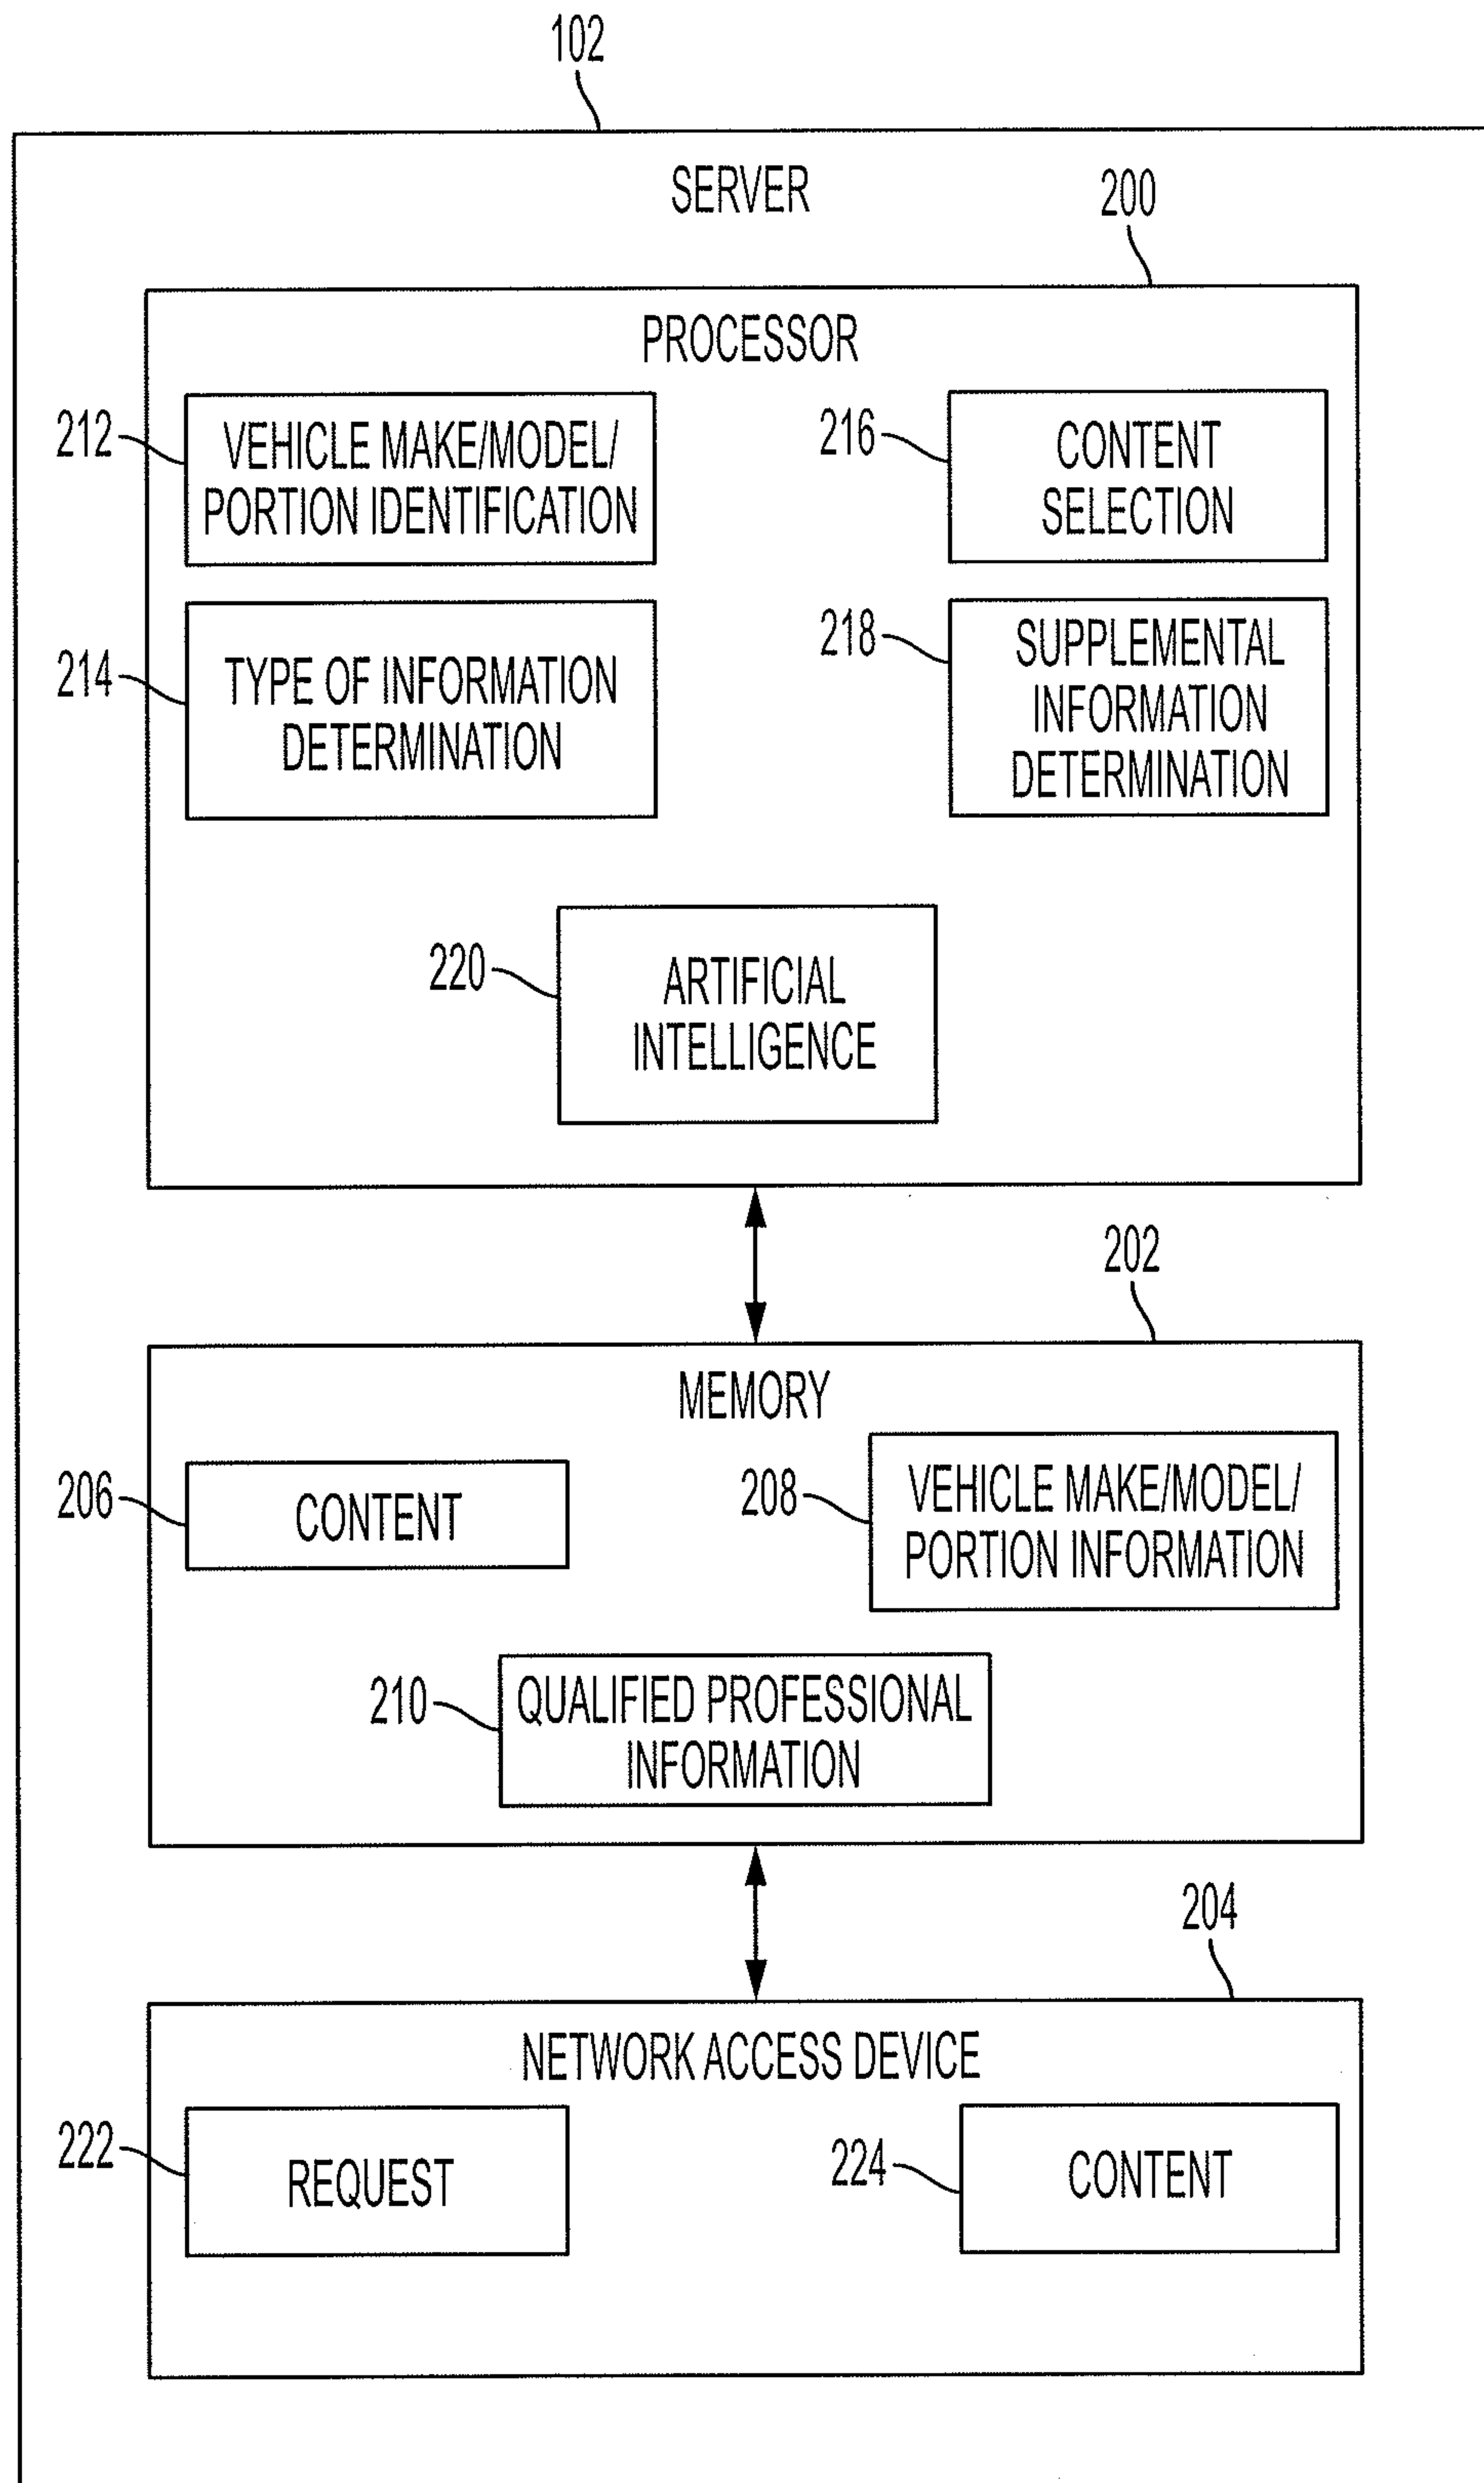 102
SERVER
200
PROCESSOR
212
VEHICLE MAKE/MODEL/
PORTION IDENTIFICATION
216
CONTENT
SELECTION
214
TYPE OF INFORMATION
DETERMINATION
218
SUPPLEMENTAL
INFORMATION
DETERMINATION
220
ARTIFICIAL
INTELLIGENCE
202
MEMORY
206
CONTENT
208
VEHICLE MAKE/MODEL/
PORTION INFORMATION
210
QUALIFIED PROFESSIONAL
INFORMATION
204
NETWORK ACCESS DEVICE
222
REQUEST
224
CONTENT